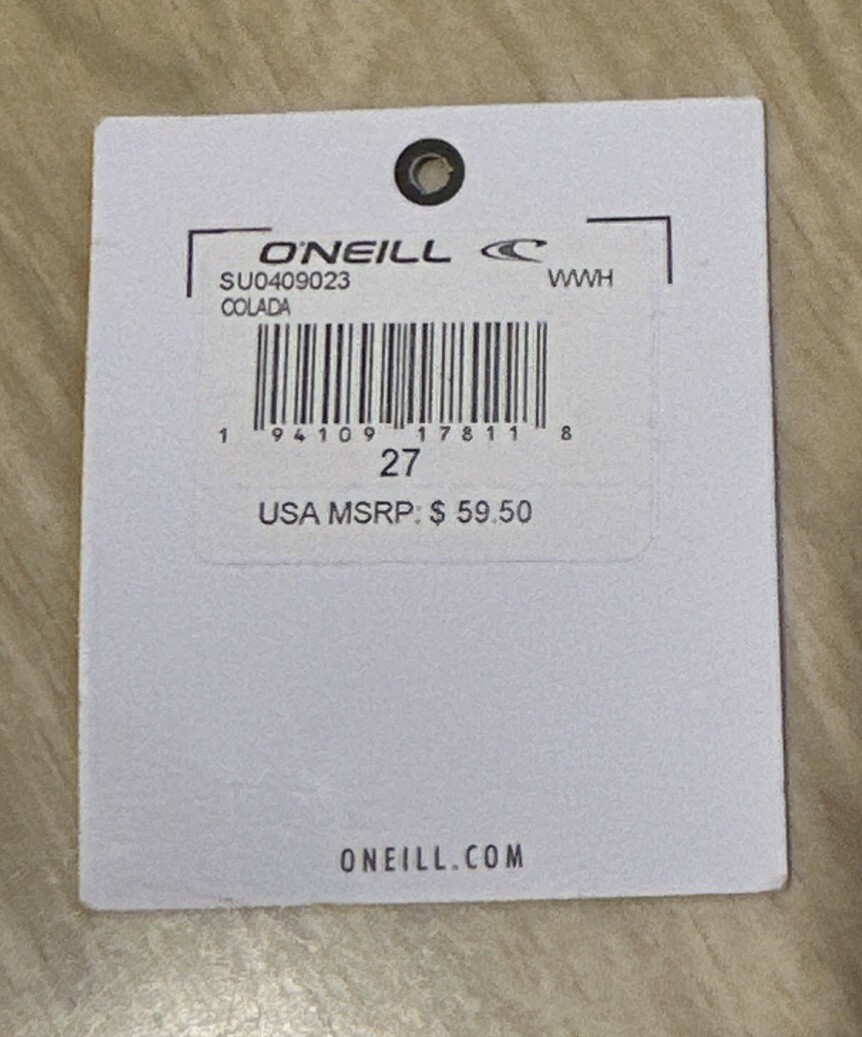 O'NEILL
SU0409023 WWH
COLADA
1 94109 17811 8
27
USA MSRP: $ 59.50
ONEILL.COM